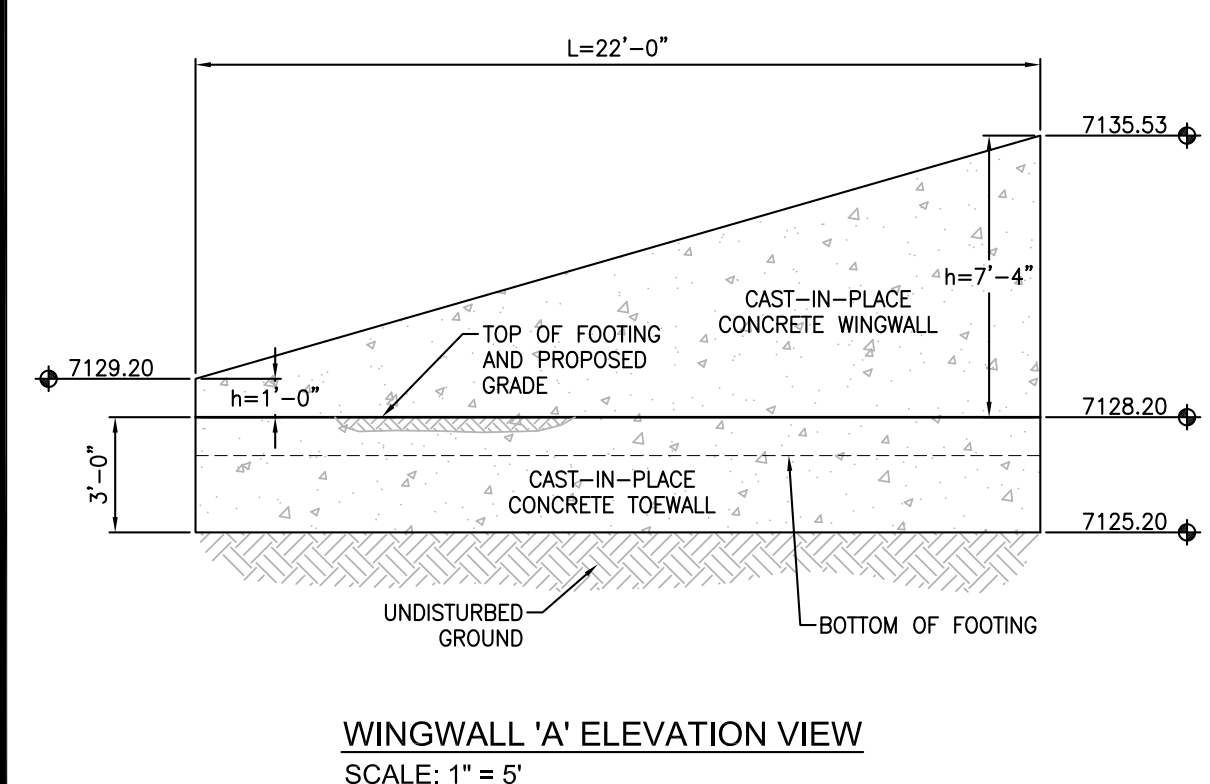 L=22'-0"
7135.53
h=7'-4"
CAST-IN-PLACE
CONCRETE WINGWALL
TOP OF FOOTING
AND PROPOSED
GRADE
7129.20
h=1'-0"
7128.20
3'-0"
CAST-IN-PLACE
CONCRETE TOEWALL
7125.20
UNDISTURBED
GROUND
BOTTOM OF FOOTING
WINGWALL 'A' ELEVATION VIEW
SCALE: 1" = 5'